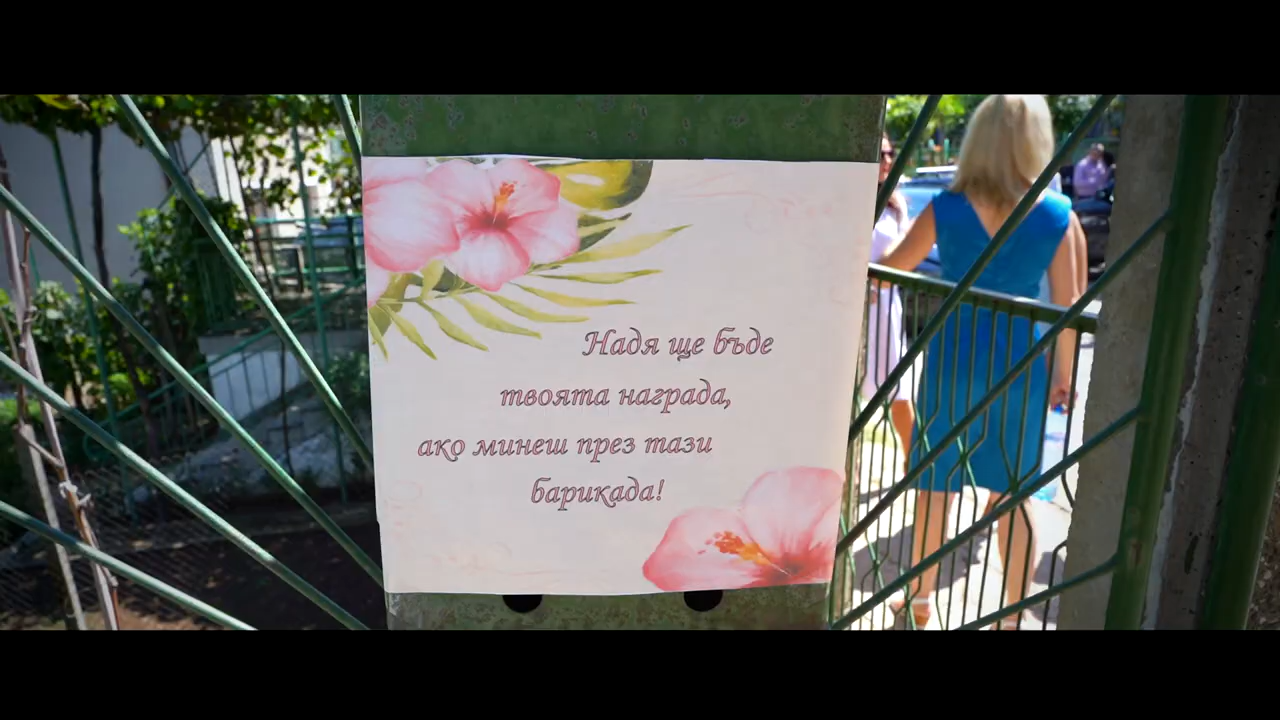 Надя ще бъде
твоята награда,
ако минеш през тази
барикада!